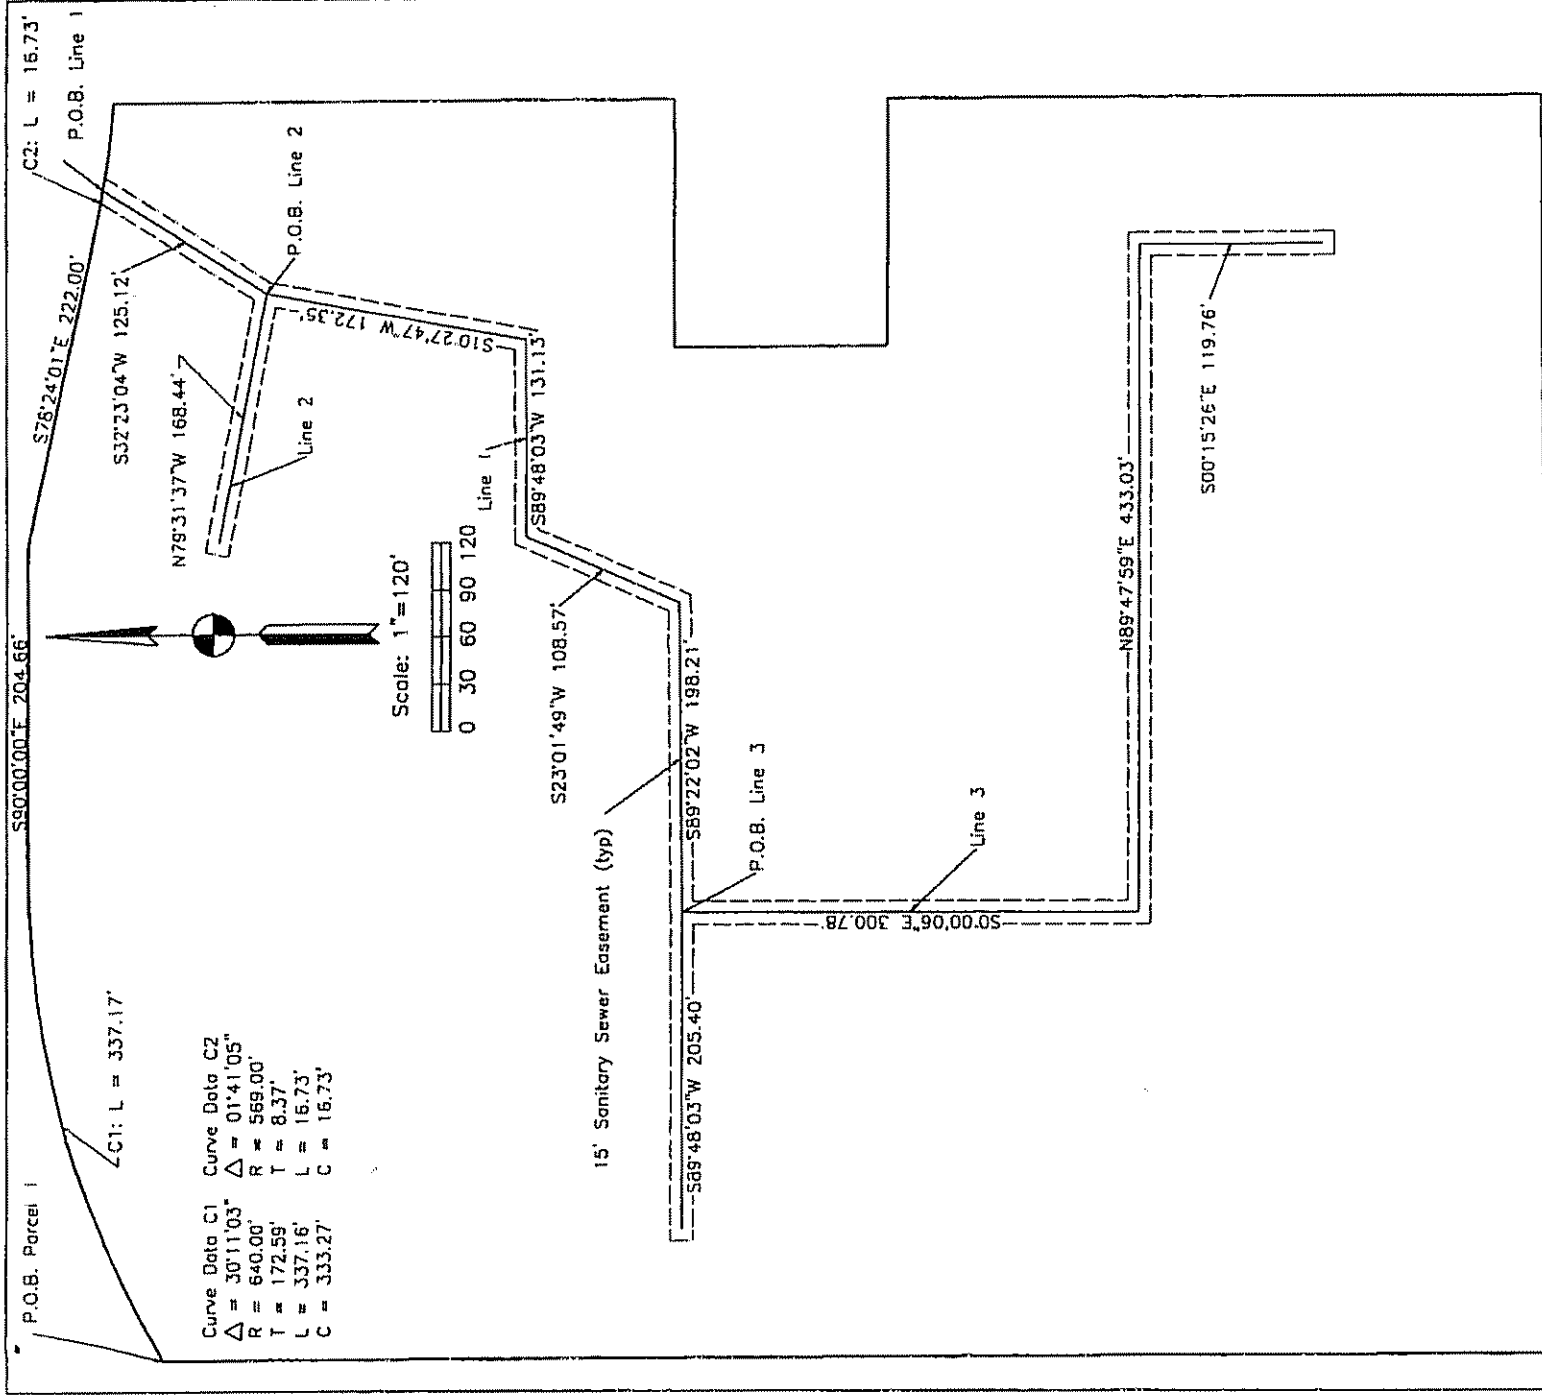 P.O.B. Parcel 1
C1: L = 337.17'
S90°00'00"E 204.66'
S78°24'01"E 222.00'
C2: L = 16.73'
P.O.B. Line 1
S32°23'04"W 125.12'
P.O.B. Line 2
N79°31'37"W 168.44'
Line 2
S10°27'47"W 172.35'
Curve Data C1
Δ = 30°11'03"
R = 640.00'
T = 172.59'
L = 337.16'
C = 333.27'
Curve Data C2
Δ = 01°41'05"
R = 569.00'
T = 8.37'
L = 16.73'
C = 16.73'
Scale: 1"=120'
0 30 60 90 120
Line 1
S89°48'03"W 131.13'
S23°01'49"W 108.57'
15' Sanitary Sewer Easement (typ)
S89°22'02"W 198.21'
S89°48'03"W 205.40'
P.O.B. Line 3
S0°00'06"E 300.78'
Line 3
N89°47'59"E 433.03'
S00°15'26"E 119.76'